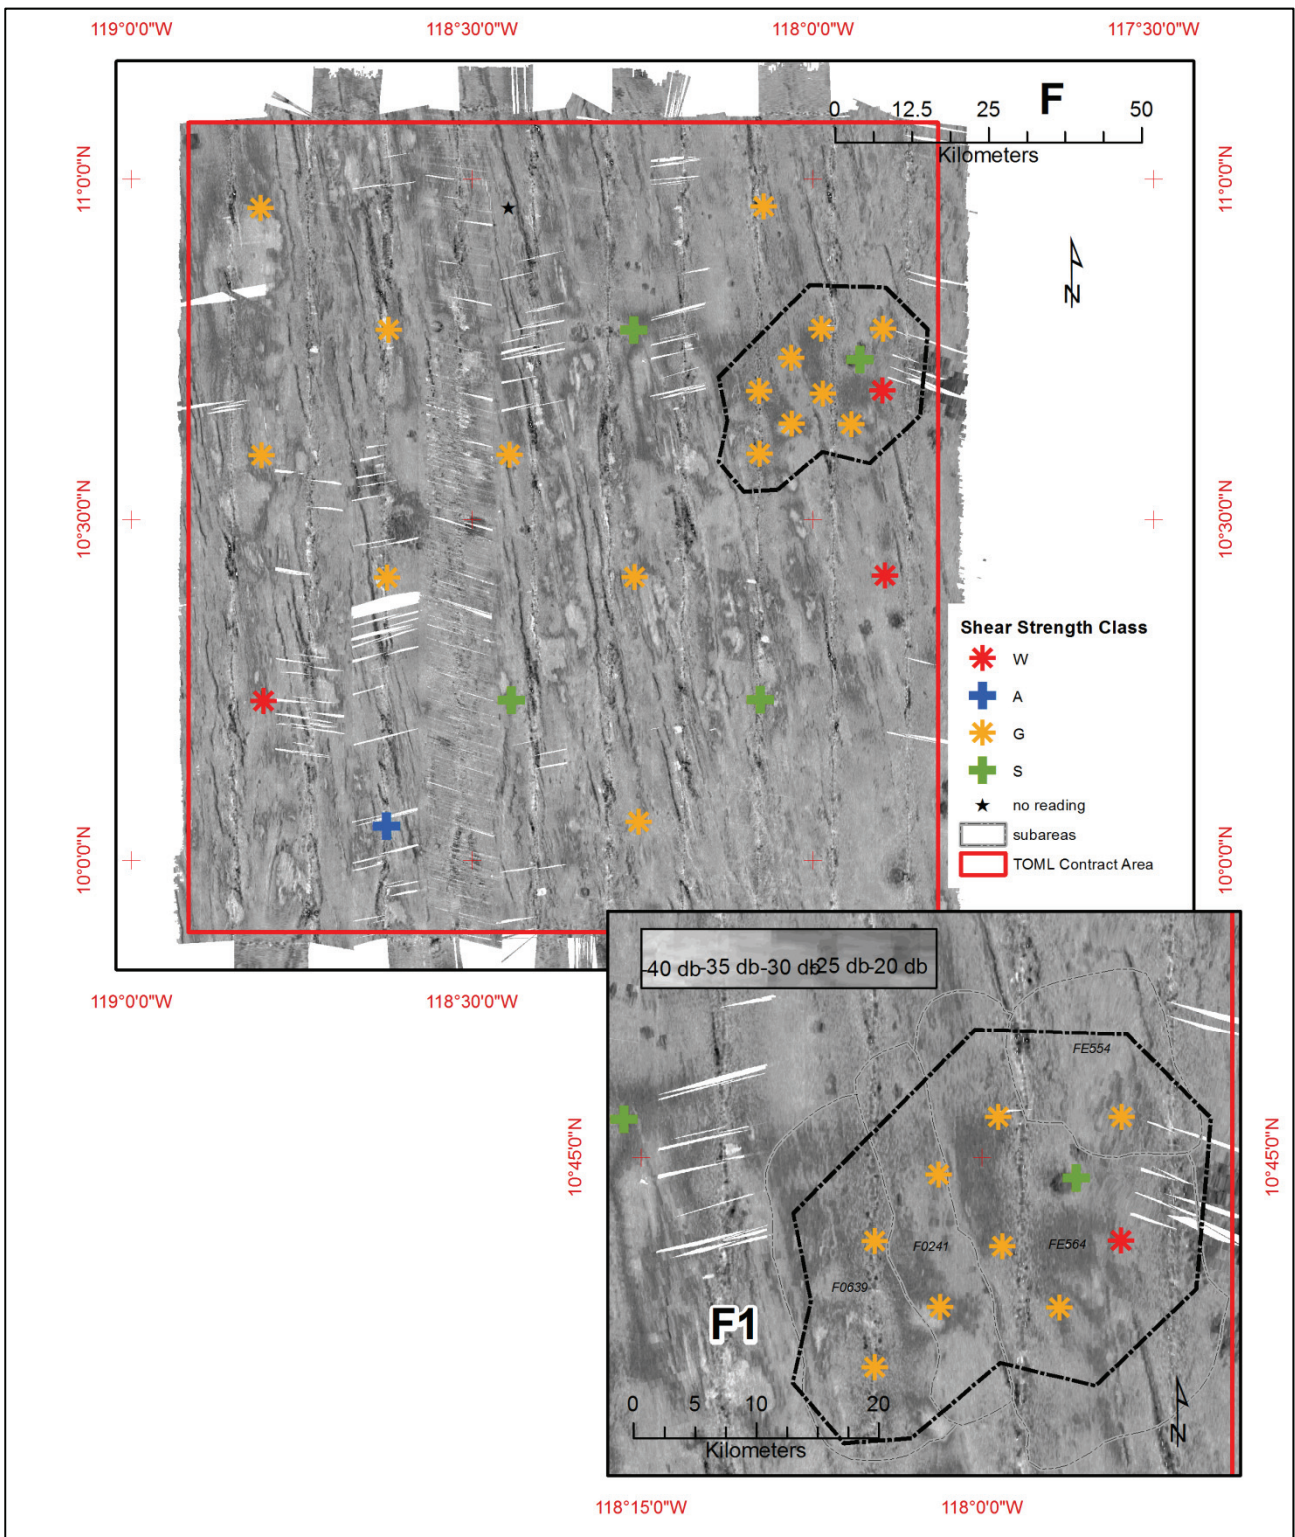 119°0'0"W 118°30'0"W 118°0'0"W 117°30'0"W
F
0 12.5 25 50
Kilometers
11°0'0"N 11°0'0"N
N
10°30'0"N 10°30'0"N
Shear Strength Class
W
A
G
S
no reading
subareas
TOML Contract Area
10°0'0"N 10°0'0"N
-40 db -35 db -30 db -25 db -20 db
119°0'0"W 118°30'0"W
FE554
10°45'0"N 10°45'0"N
F0241 FE564
F0639
F1
0 5 10 20
Kilometers
N
118°15'0"W 118°0'0"W